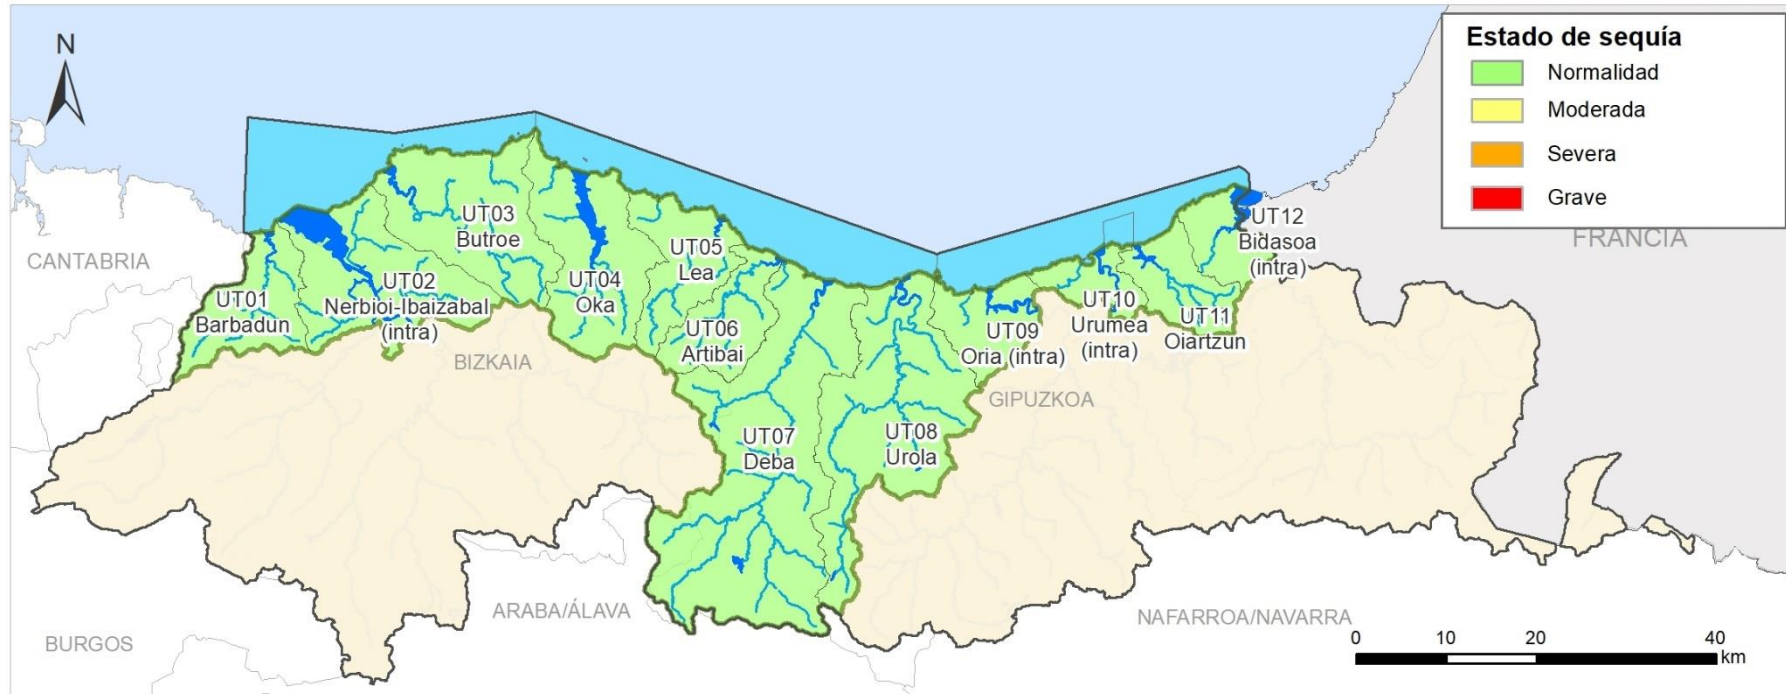 N
Estado de sequía
Normalidad
Moderada
Severa
Grave
UT01
Barbadun
UT02
Nerbioi-Ibaizabal
(intra)
UT03
Butroe
UT04
Oka
UT05
Lea
UT06
Artibai
UT07
Deba
UT08
Urola
UT09
Oria (intra)
UT10
Urumea
(intra)
UT11
Oiartzun
UT12
Bidasoa
(intra)
FRANCIA
CANTABRIA
BIZKAIA
GIPUZKOA
ARABA/ÁLAVA
BURGOS
NAFARROA/NAVARRA
0 10 20 40
km